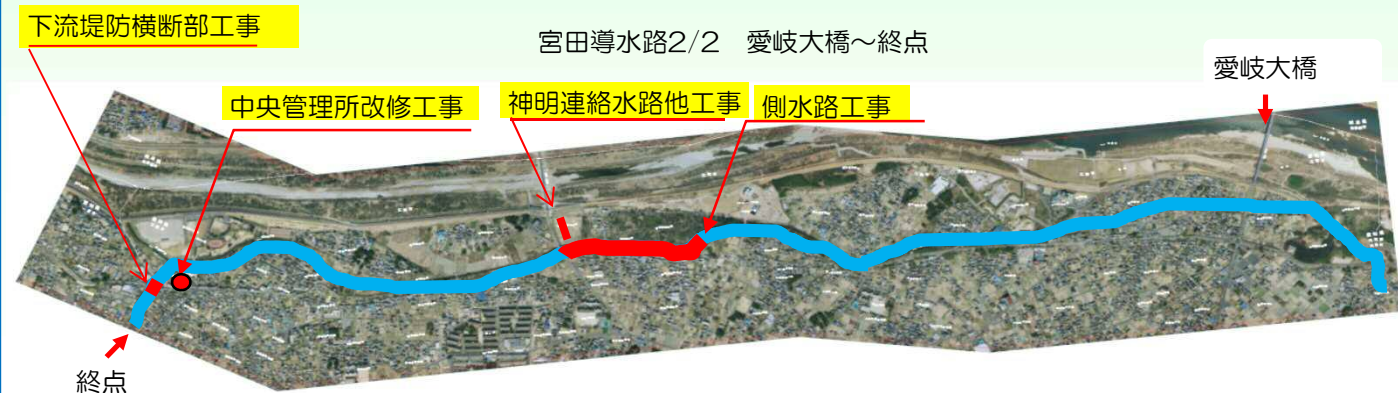 下流堤防横断部工事
宮田導水路2/2　愛岐大橋～終点
愛岐大橋
中央管理所改修工事
神明連絡水路他工事
側水路工事
終点